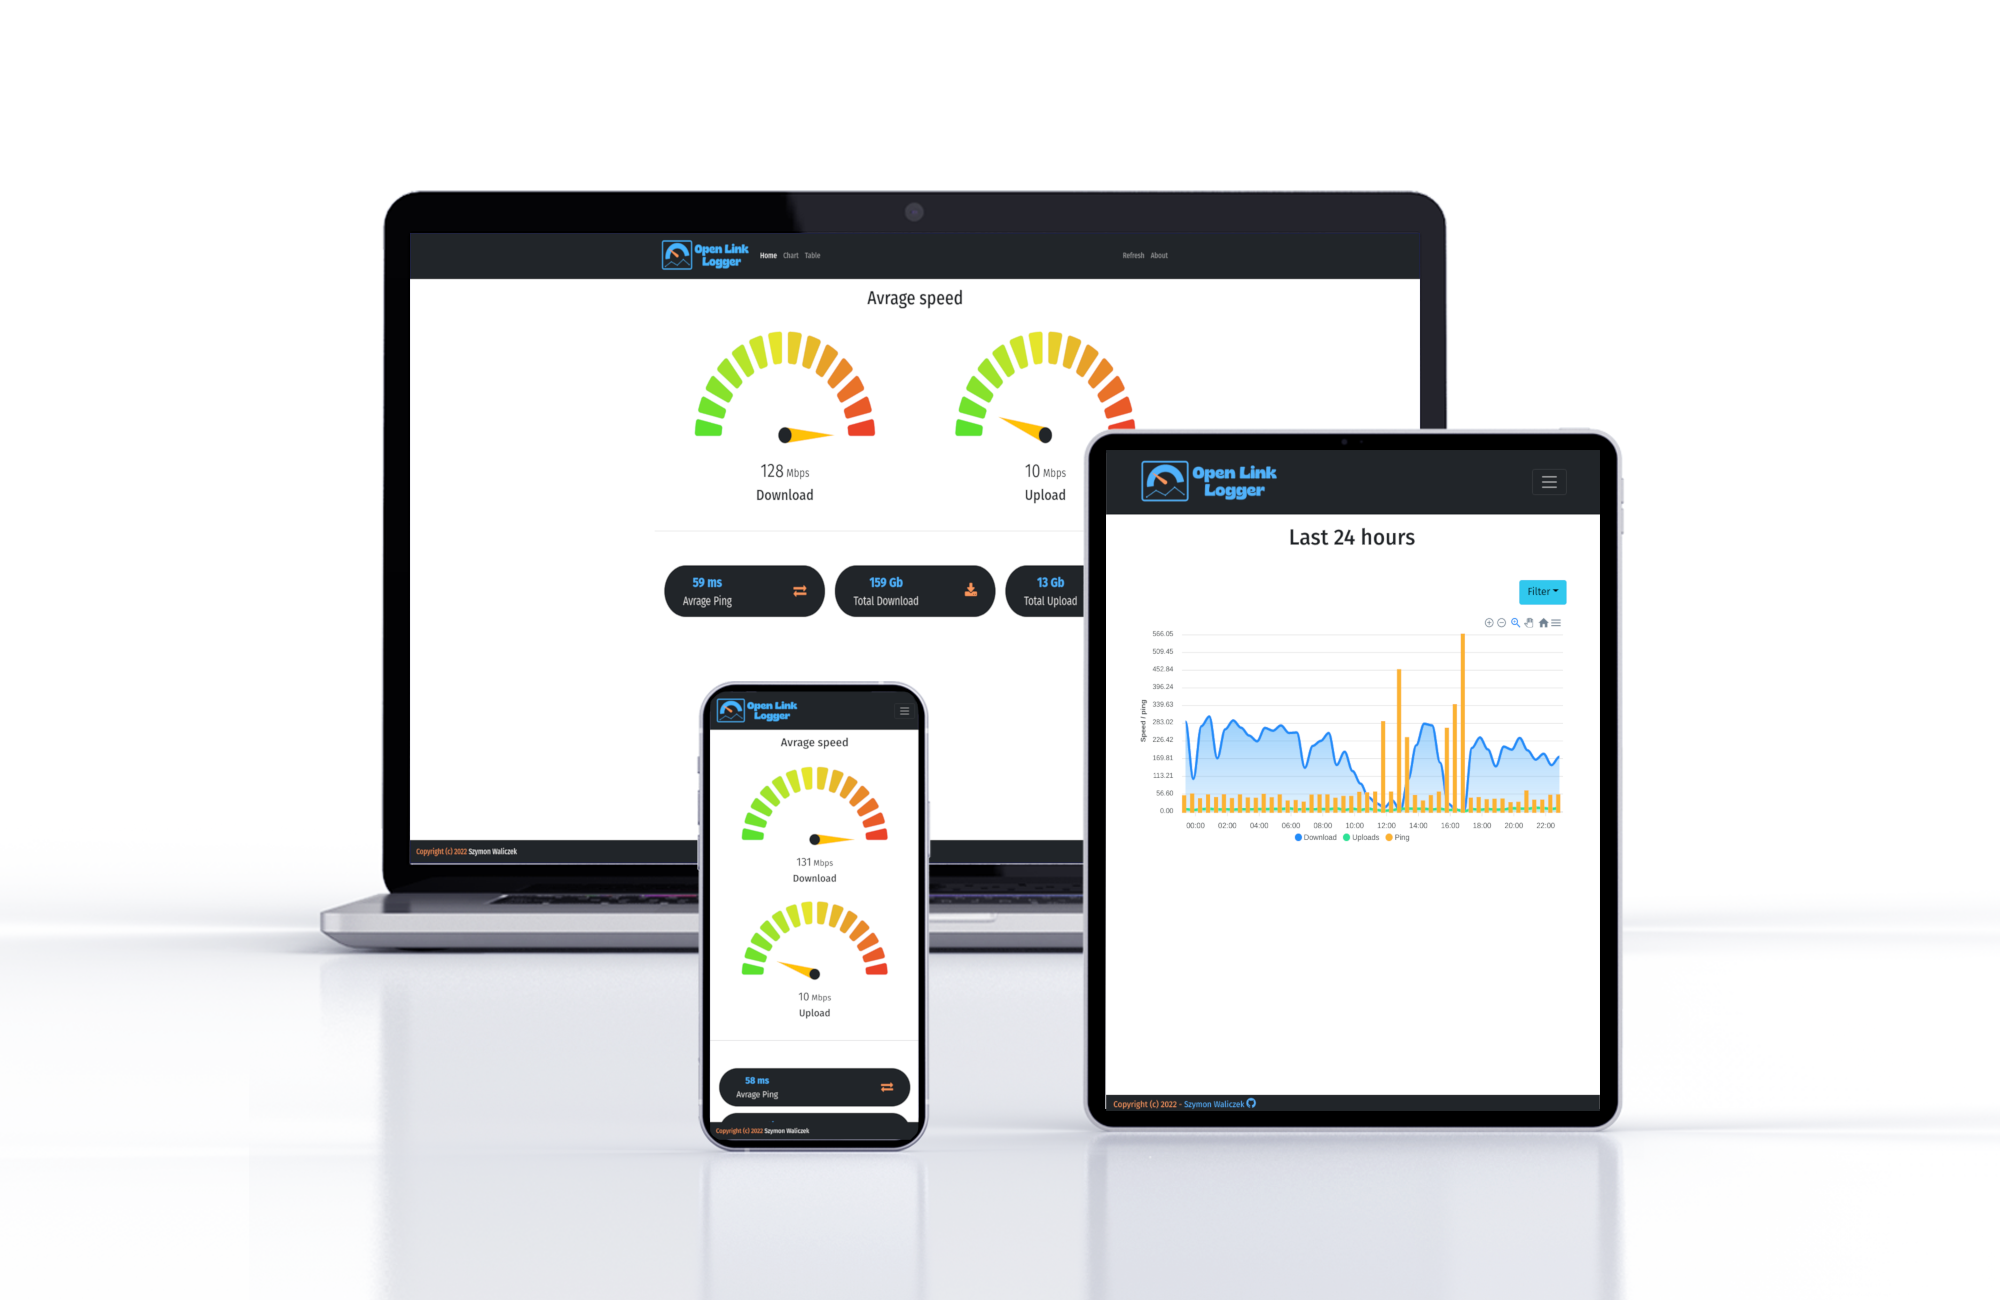 Open Link
Logger
Home Chart Table
Refresh About
Avrage speed
128 Mbps
Download
10 Mbps
Upload
59 ms
Avrage Ping
159 Gb
Total Download
13 Gb
Total Upload
Copyright (c) 2022 Szymon Waliczek
Open Link
Logger
Avrage speed
131 Mbps
Download
10 Mbps
Upload
58 ms
Avrage Ping
Copyright (c) 2022 Szymon Waliczek
Open Link
Logger
Last 24 hours
Filter
566.05
509.45
452.84
396.24
339.63
283.02
226.42
169.81
113.21
56.60
0.00
Speed / ping
00:00 02:00 04:00 06:00 08:00 10:00 12:00 14:00 16:00 18:00 20:00 22:00
Download Uploads Ping
Copyright (c) 2022 - Szymon Waliczek